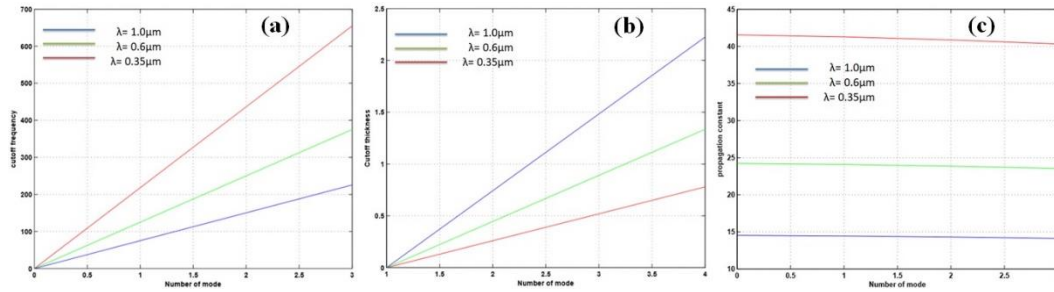 (a)
λ= 1.0μm
λ= 0.6μm
λ= 0.35μm
700
600
500
400
300
200
100
0
0
0.5
1
1.5
2
2.5
3
cutoff frequency
Number of mode
(b)
λ= 1.0μm
λ= 0.6μm
λ= 0.35μm
2.5
2
1.5
1
0.5
0
1
1.5
2
2.5
3
3.5
4
Cutoff thickness
Number of mode
(c)
λ= 1.0μm
λ= 0.6μm
λ= 0.35μm
45
40
35
30
25
20
15
10
0
0.5
1
1.5
2
2.5
propagation constant
Number of mode